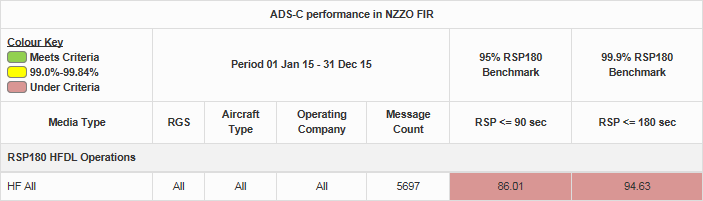 ADS-C performance in NZZO FIR
Colour Key
Meets Criteria
99.0%-99.84%
Under Criteria
Period 01 Jan 15 - 31 Dec 15
95% RSP180
Benchmark
99.9% RSP180
Benchmark
Media Type RGS Aircraft
Type Operating
Company Message
Count RSP <= 90 sec RSP <= 180 sec
RSP180 HFDL Operations
HF All All All All 5697 86.01 94.63